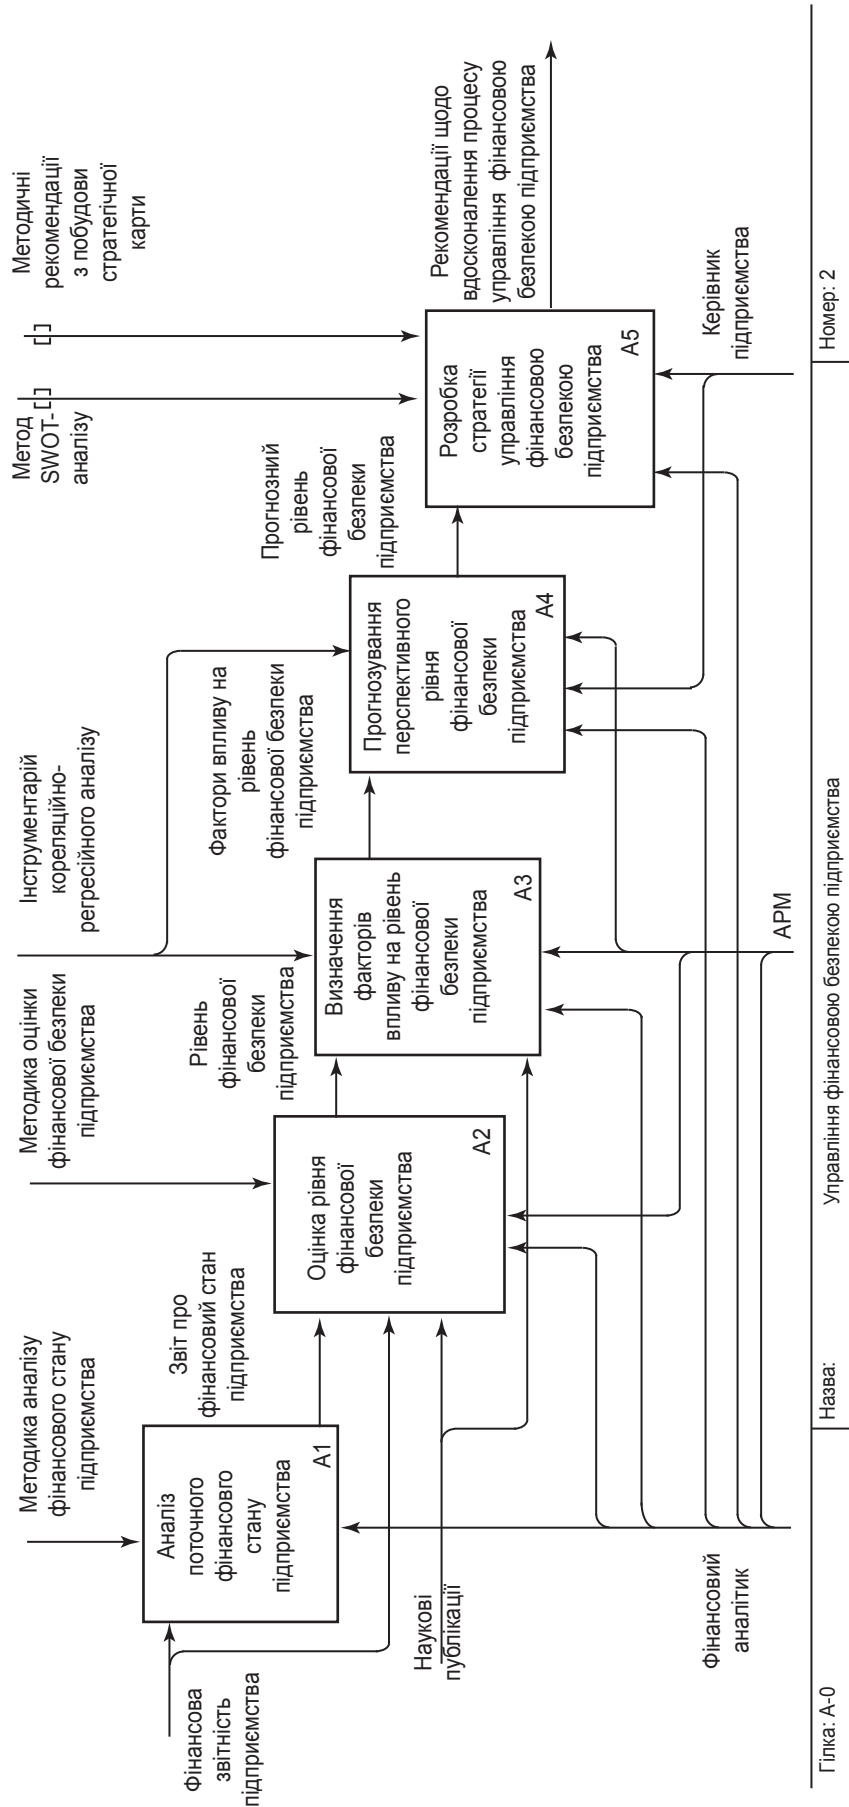 Методика аналізу
фінансового стану
підприємства
Методика оцінки
фінансової безпеки
підприємства
Інструментарій
кореляційно-
регресійного аналізу
Метод
SWOT-
аналізу
Методичні
рекомендації
з побудови
стратегічної
карти
Фінансова
звітність
підприємства
Аналіз
поточного
фінансовго
стану
підприємства
А1
Звіт про
фінансовий стан
підприємства
Наукові
публікації
Оцінка рівня
фінансової
безпеки
підприємства
А2
Рівень
фінансової
безпеки
підприємства
Визначення
факторів
впливу на рівень
фінансової
безпеки
підприємства
А3
Фактори впливу на
рівень
фінансової безпеки
підприємства
Прогнозування
перспективного
рівня
фінансової
безпеки
підприємства
А4
Прогнозний
рівень
фінансової
безпеки
підприємства
Розробка
стратегії
управління
фінансовою
безпекою
підприємства
А5
Рекомендації щодо
вдосконалення процесу
управління фінансовою
безпекою підприємства
Фінансовий
аналітик
АРМ
Керівник
підприємства
Гілка: А-0
Назва:
Управління фінансовою безпекою підприємства
Номер: 2